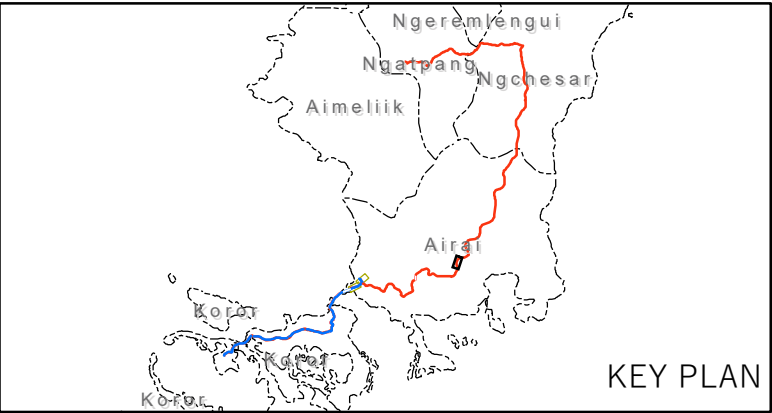 Ngeremlengui
Ngatpang
Ngchesar
Aimeliik
Airai
Koror
Koror
KEY PLAN
Koror